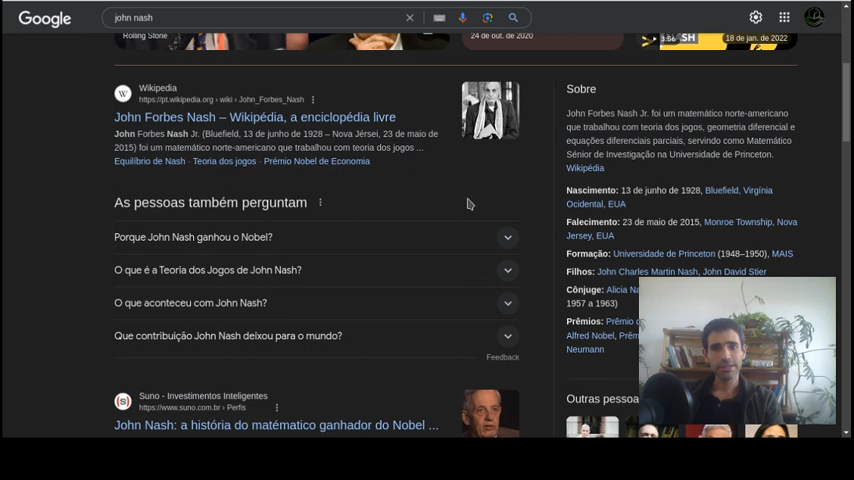 Google
john nash
Rolling Stone
24 de out. de 2020
3:56
SH
18 de jan. de 2022
W
Wikipedia
https://pt.wikipedia.org › wiki › John_Forbes_Nash
John Forbes Nash – Wikipédia, a enciclopédia livre
John Forbes Nash Jr. (Bluefield, 13 de junho de 1928 – Nova Jérsei, 23 de maio de
2015) foi um matemático norte-americano que trabalhou com teoria dos jogos ...
Equilíbrio de Nash · Teoria dos jogos · Prémio Nobel de Economia
As pessoas também perguntam
Porque John Nash ganhou o Nobel?
O que é a Teoria dos Jogos de John Nash?
O que aconteceu com John Nash?
Que contribuição John Nash deixou para o mundo?
Feedback
Suno - Investimentos Inteligentes
https://www.suno.com.br › Perfis
John Nash: a história do matématico ganhador do Nobel ...
Sobre
John Forbes Nash Jr. foi um matemático norte-americano
que trabalhou com teoria dos jogos, geometria diferencial e
equações diferenciais parciais, servindo como Matemático
Sénior de Investigação na Universidade de Princeton.
Wikipédia
Nascimento: 13 de junho de 1928, Bluefield, Virgínia
Ocidental, EUA
Falecimento: 23 de maio de 2015, Monroe Township, Nova
Jersey, EUA
Formação: Universidade de Princeton (1948–1950), MAIS
Filhos: John Charles Martin Nash, John David Stier
Cônjuge: Alicia Na
1957 a 1963)
Prêmios: Prêmio
Alfred Nobel, Prêm
Neumann
Outras pessoa